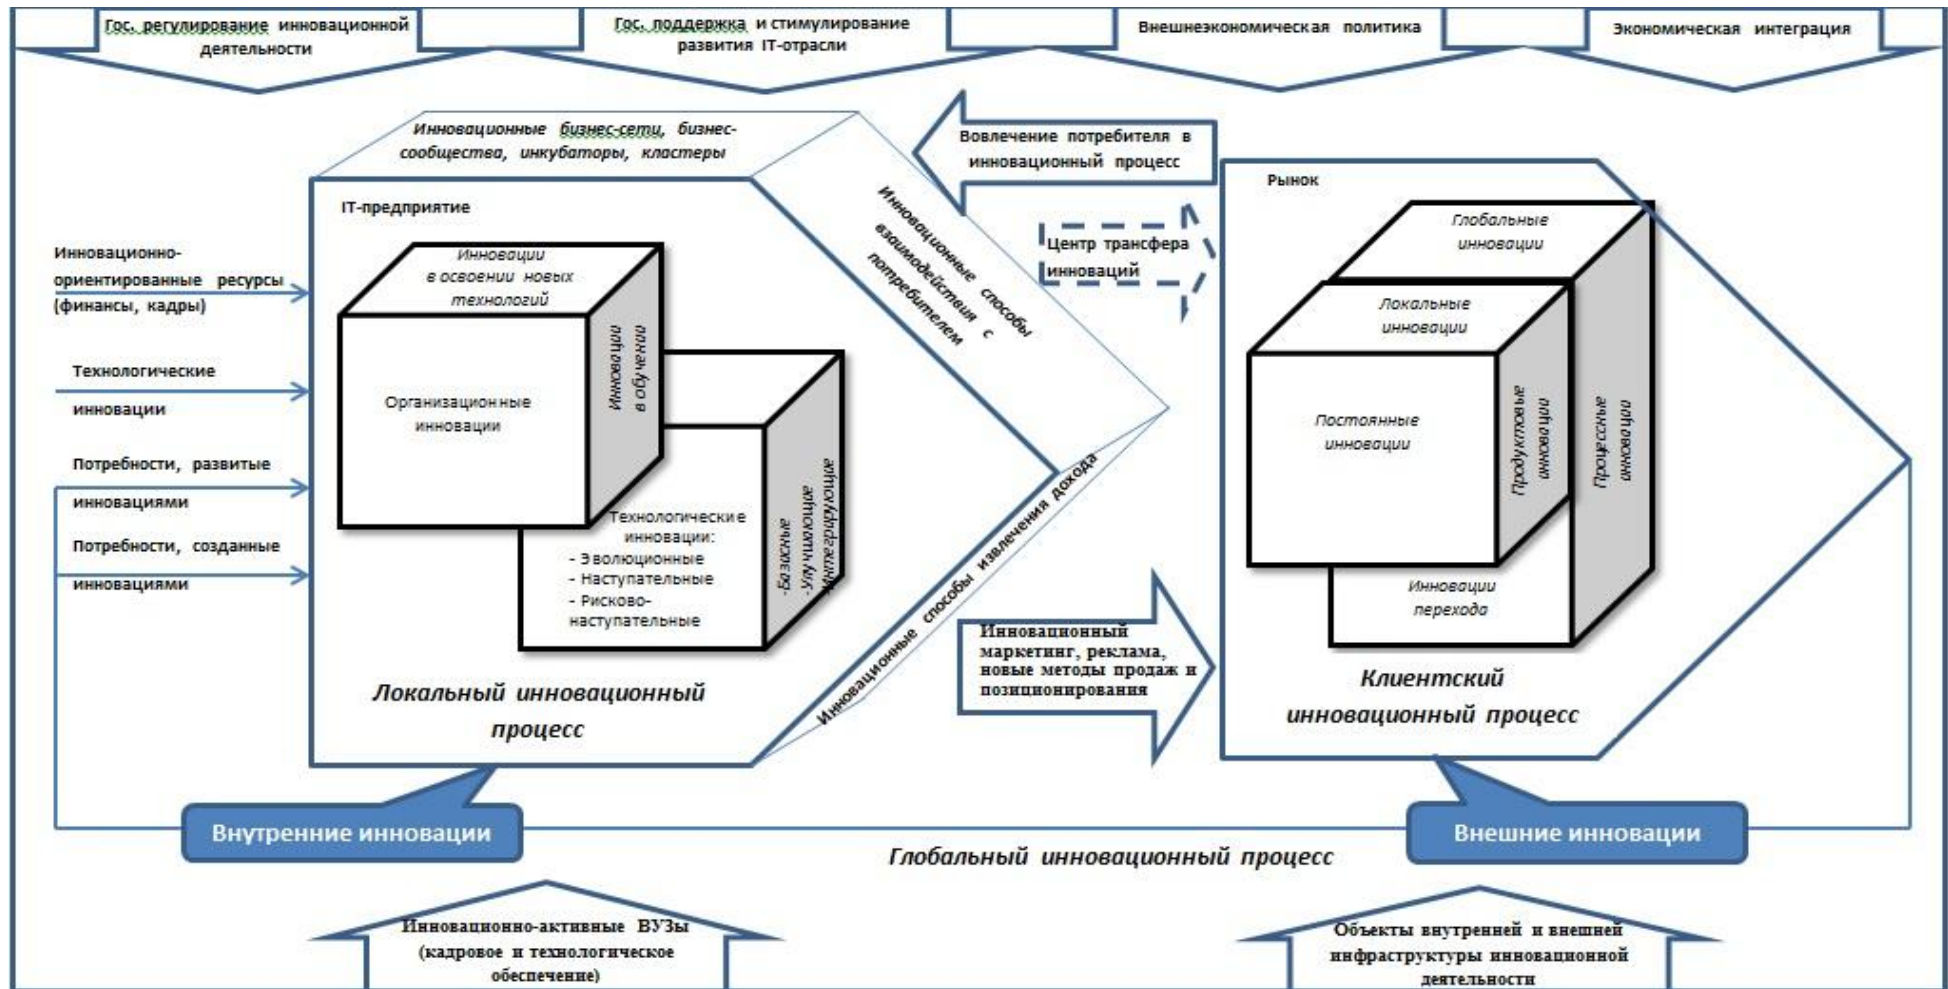 Гос. регулирование инновационной
деятельности
Гос. поддержка и стимулирование
развития IT-отрасли
Внешнеэкономическая политика
Экономическая интеграция
Инновационные бизнес-сети, бизнес-
сообщества, инкубаторы, кластеры
Вовлечение потребителя в
инновационный процесс
Инновационные способы
взаимодействия с
потребителем
Центр трансфера
инноваций
IT-предприятие
Инновационно-
ориентированные ресурсы
(финансы, кадры)
Технологические
инновации
Потребности, развитые
инновациями
Потребности, созданные
инновациями
Инновации
в освоении новых
технологий
Организационные
инновации
Инновации
в обучении
Технологические
инновации:
- Эволюционные
- Наступательные
- Рисково-
наступательные
-Базисные
-Улучшающие
-Интегрирующие
Локальный инновационный
процесс
Инновационные способы извлечения дохода
Инновационный
маркетинг, реклама,
новые методы продаж и
позиционирования
Рынок
Глобальные
инновации
Локальные
инновации
Постоянные
инновации
Продуктовые
инновации
Процессные
инновации
Инновации
перехода
Клиентский
инновационный процесс
Внутренние инновации
Внешние инновации
Глобальный инновационный процесс
Инновационно-активные ВУЗы
(кадровое и технологическое
обеспечение)
Объекты внутренней и внешней
инфраструктуры инновационной
деятельности